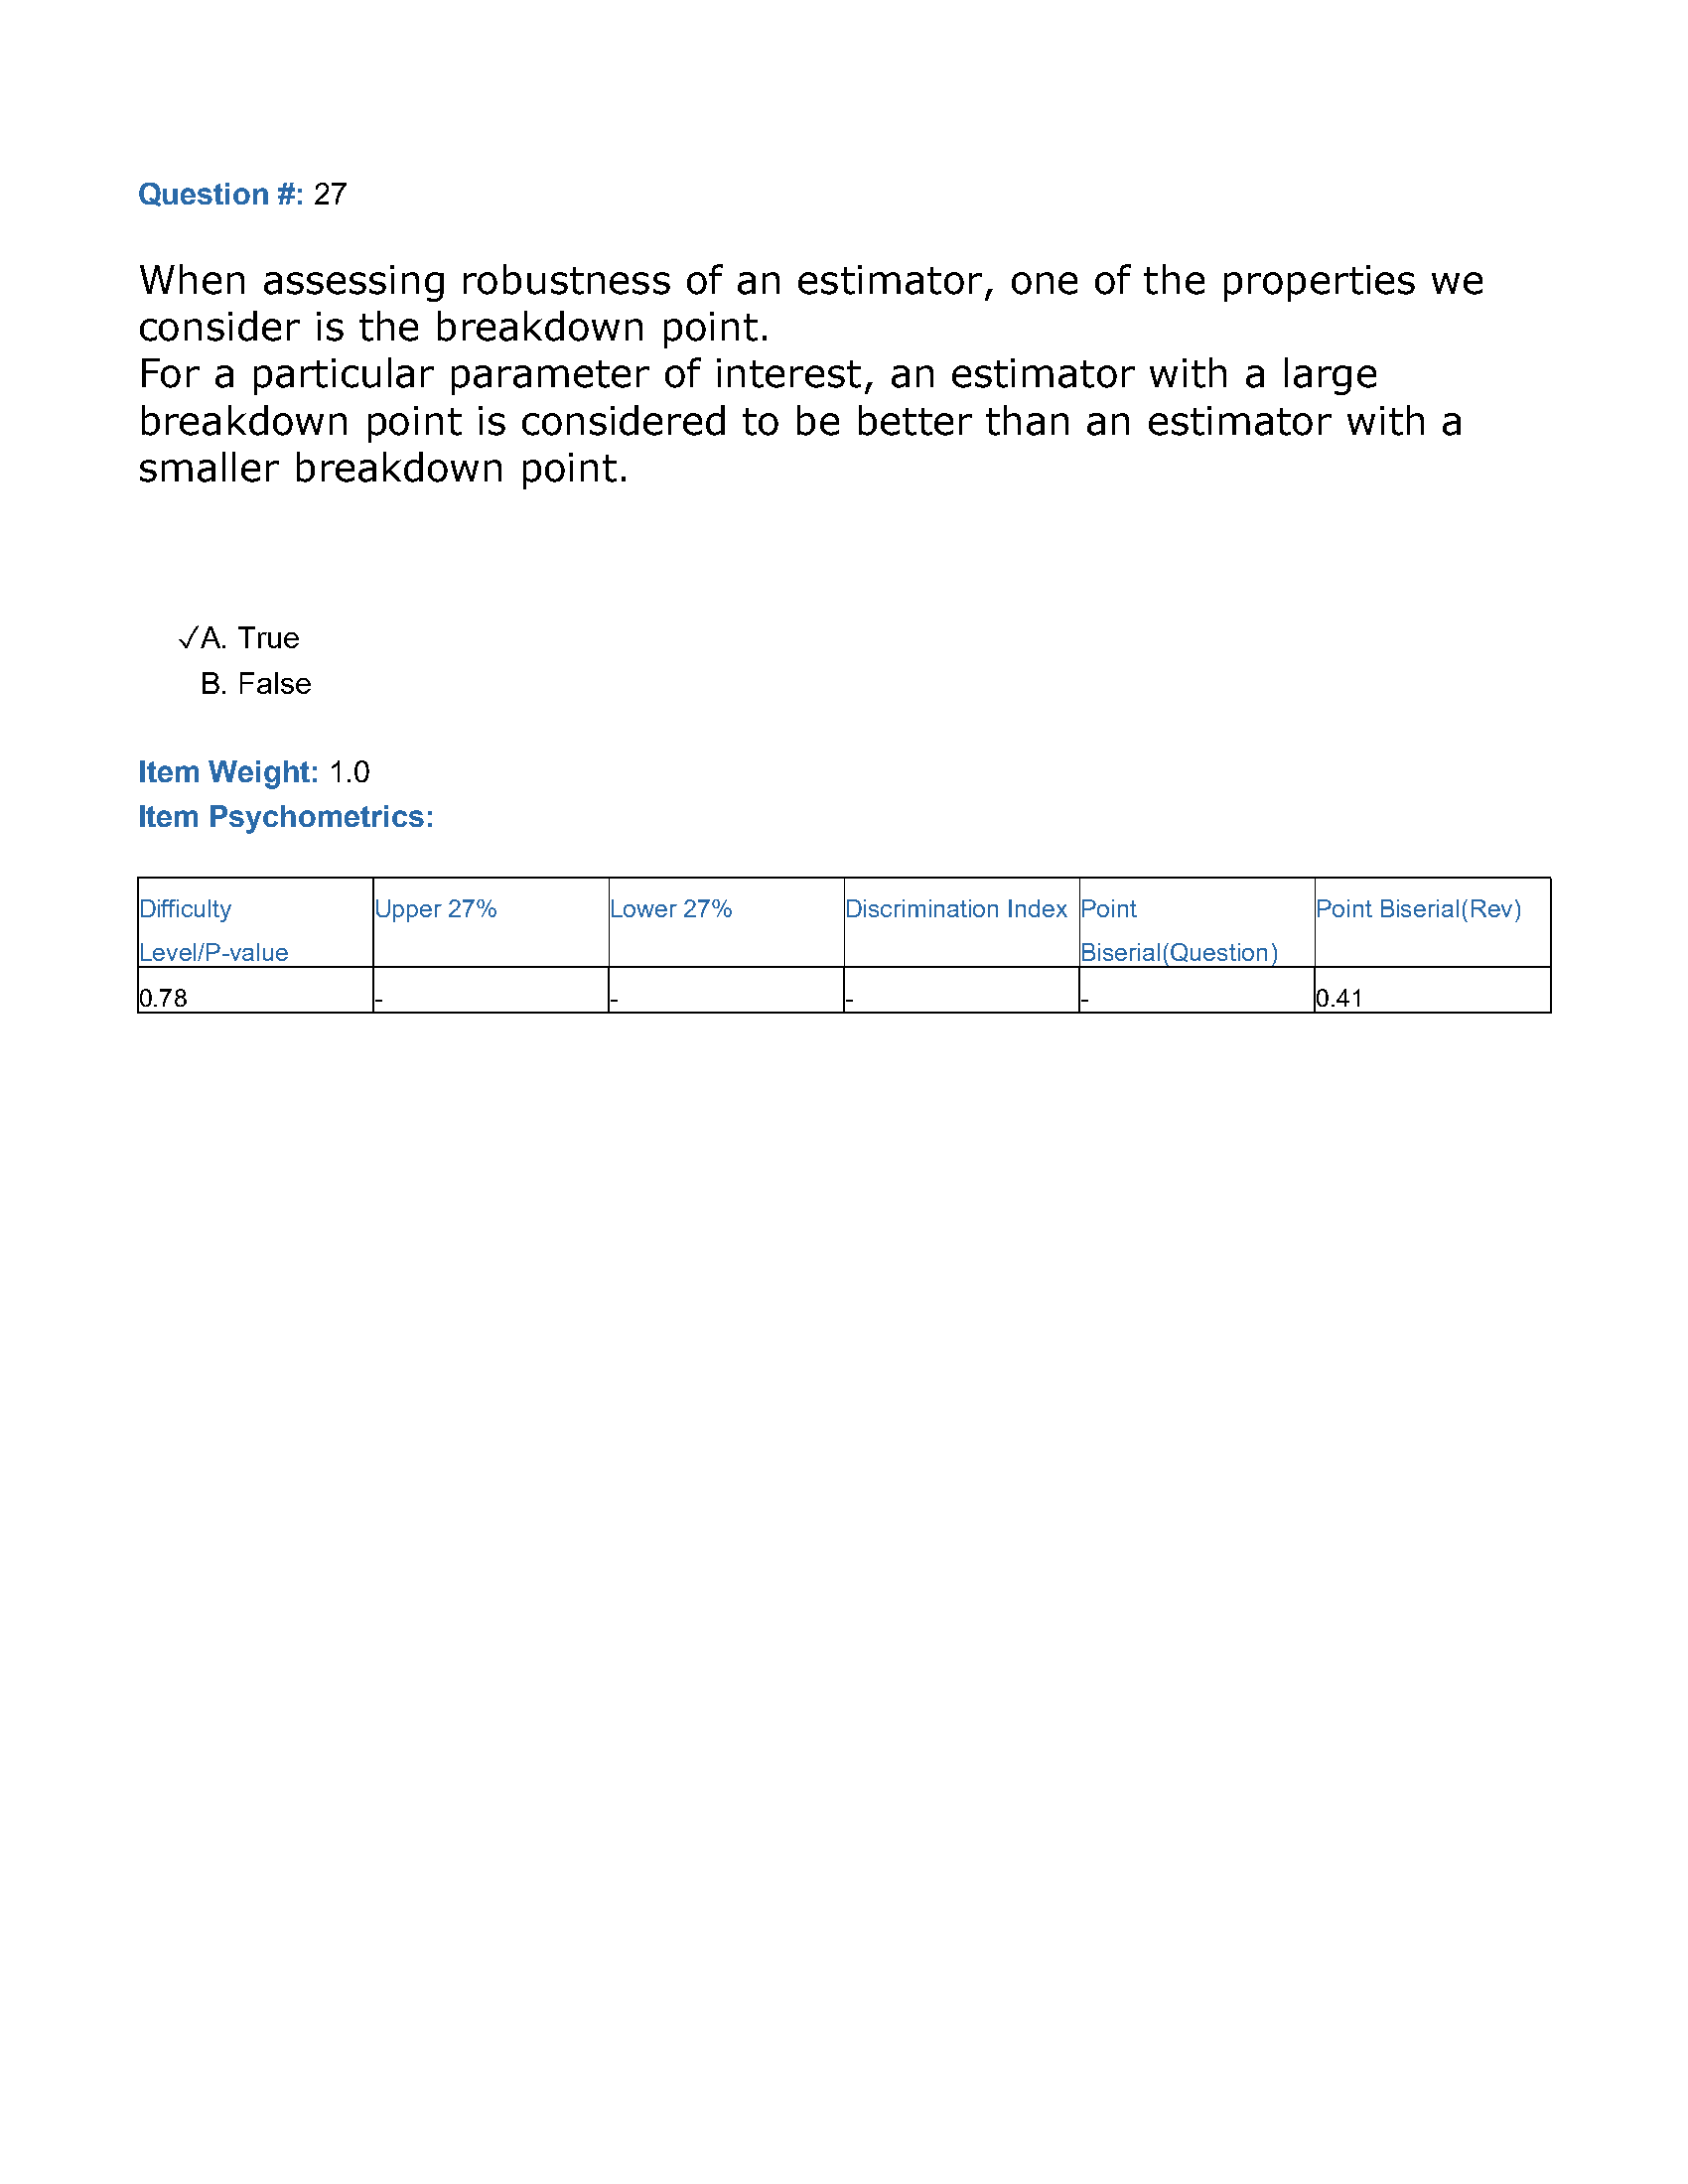 Question #: 27
When assessing robustness of an estimator, one of the properties we
consider is the breakdown point.
For a particular parameter of interest, an estimator with a large
breakdown point is considered to be better than an estimator with a
smaller breakdown point.
✓A. True
B. False
Item Weight: 1.0
Item Psychometrics:
Difficulty Level/P-value Upper 27% Lower 27% Discrimination Index Point Biserial(Question) Point Biserial(Rev)
0.78 - - - - 0.41